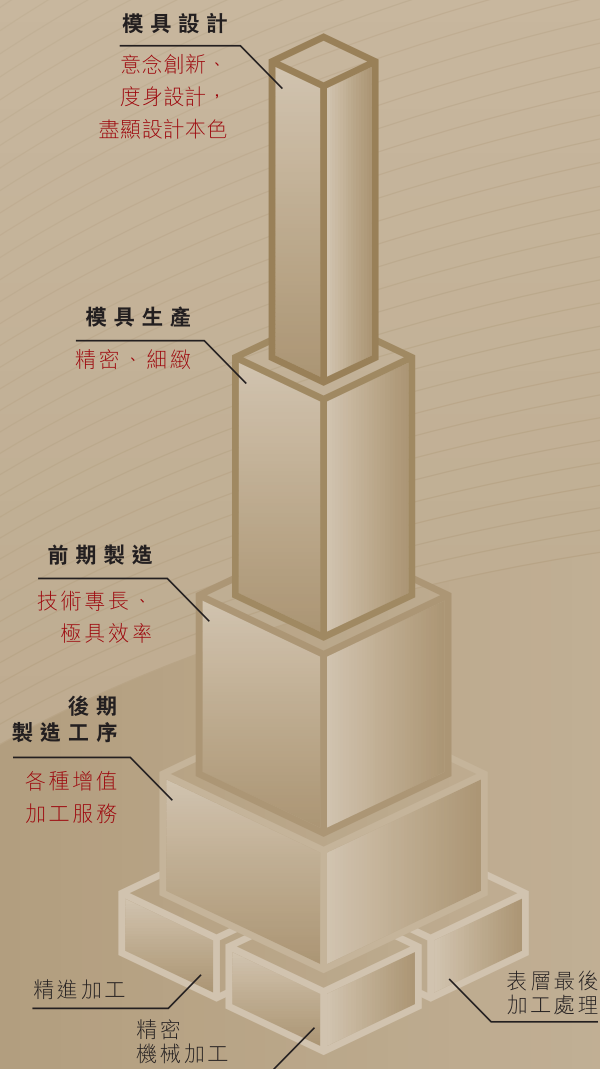 模具設計
意念創新、
度身設計，
盡顯設計本色
模具生產
精密、細緻
前期製造
技術專長、
極具效率
後期
製造工序
各種增值
加工服務
精進加工
精密
機械加工
表層最後
加工處理